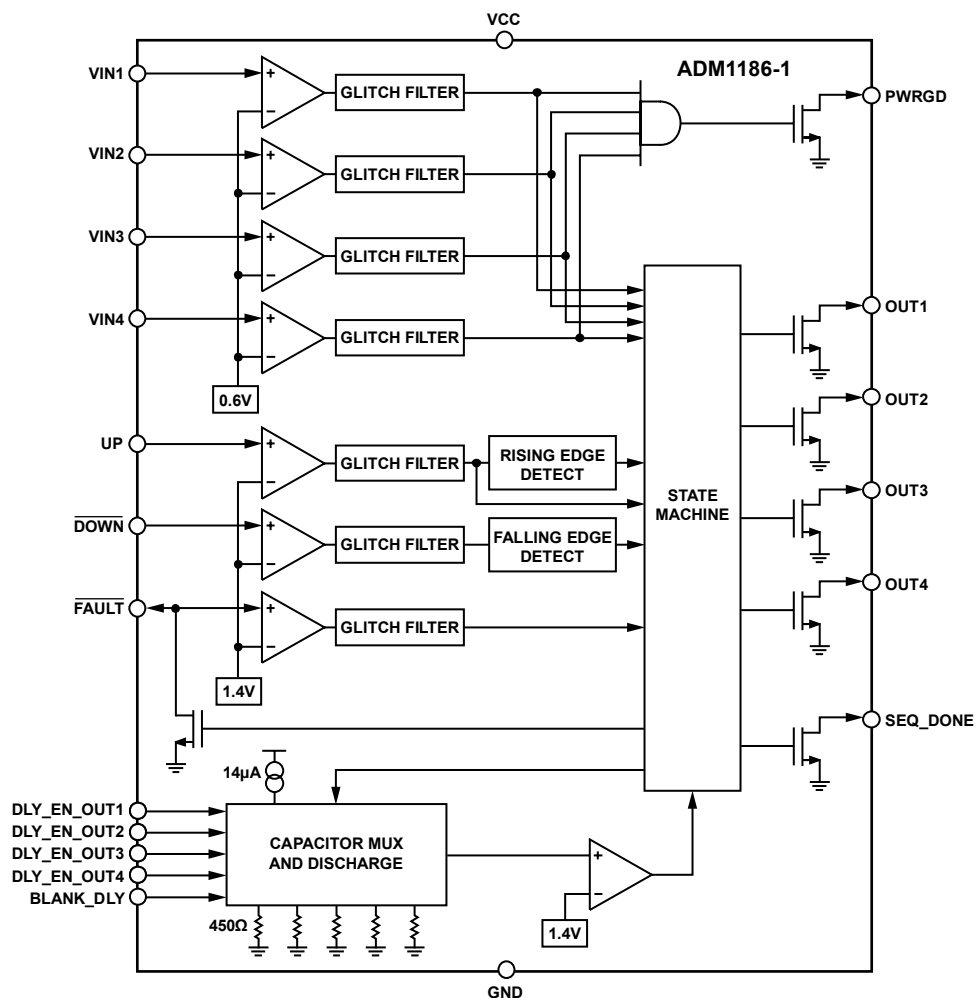 VCC
ADM1186-1
VIN1
GLITCH FILTER
PWRGD
VIN2
GLITCH FILTER
VIN3
GLITCH FILTER
VIN4
GLITCH FILTER
OUT1
0.6V
OUT2
UP
GLITCH FILTER
RISING EDGE
DETECT
STATE
MACHINE
OUT3
DOWN
GLITCH FILTER
FALLING EDGE
DETECT
OUT4
FAULT
GLITCH FILTER
1.4V
SEQ_DONE
14µA
DLY_EN_OUT1
DLY_EN_OUT2
DLY_EN_OUT3
DLY_EN_OUT4
BLANK_DLY
CAPACITOR MUX
AND DISCHARGE
450Ω
1.4V
GND